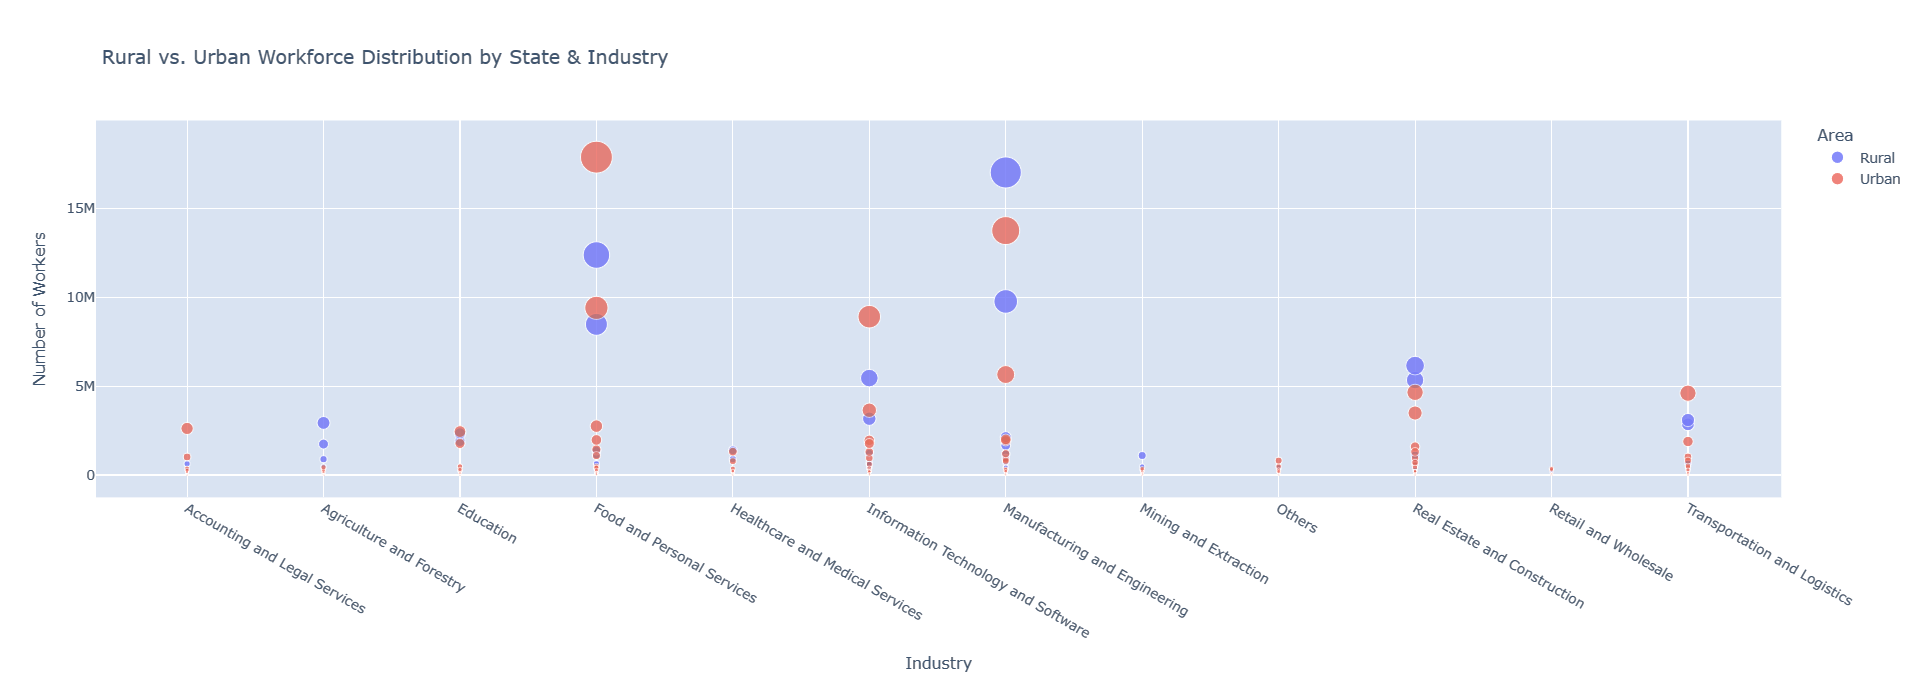 Rural vs. Urban Workforce Distribution by State & Industry
Area
Rural
Urban
Number of Workers
15M
10M
5M
0
Accounting and Legal Services
Agriculture and Forestry
Education
Food and Personal Services
Healthcare and Medical Services
Information Technology and Software
Manufacturing and Engineering
Mining and Extraction
Others
Real Estate and Construction
Retail and Wholesale
Transportation and Logistics
Industry